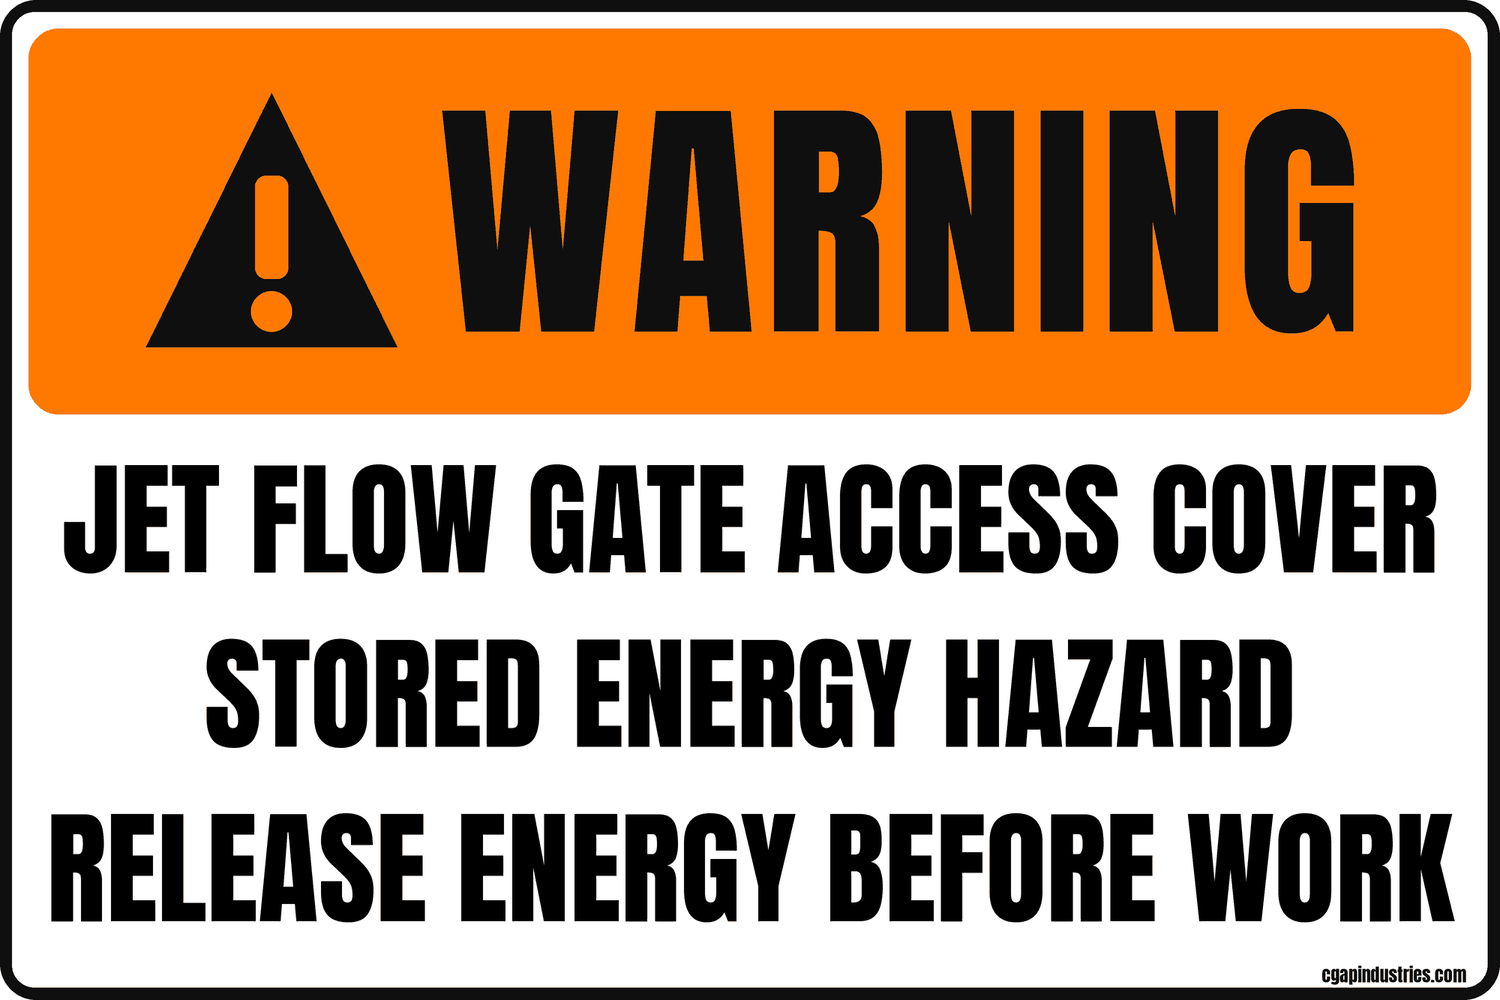 WARNING
JET FLOW GATE ACCESS COVER
STORED ENERGY HAZARD
RELEASE ENERGY BEFORE WORK
cgapindustries.com